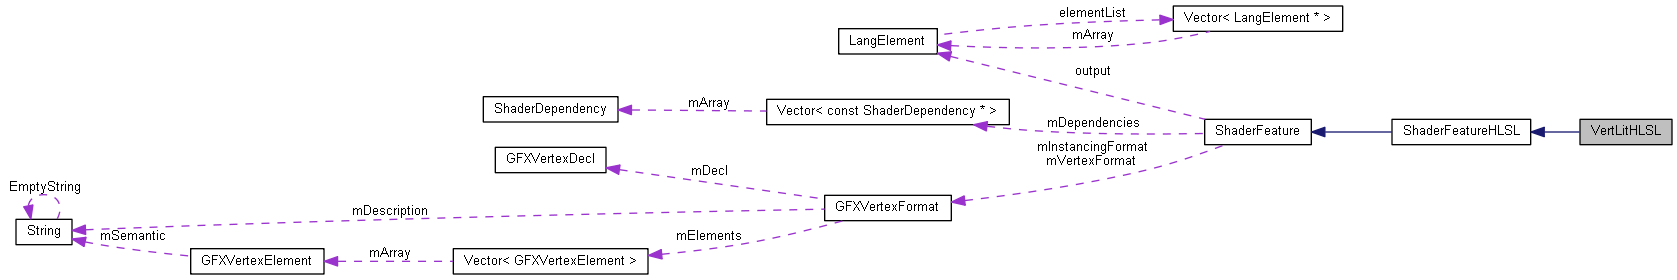 elementList
Vector< LangElement * >
mArray
LangElement
output
ShaderDependency
mArray
Vector< const ShaderDependency * >
mDependencies
ShaderFeature
ShaderFeatureHLSL
VertLitHLSL
mInstancingFormat
mVertexFormat
GFXVertexDecl
mDecl
EmptyString
GFXVertexFormat
mDescription
String
mSemantic
mElements
GFXVertexElement
mArray
Vector< GFXVertexElement >